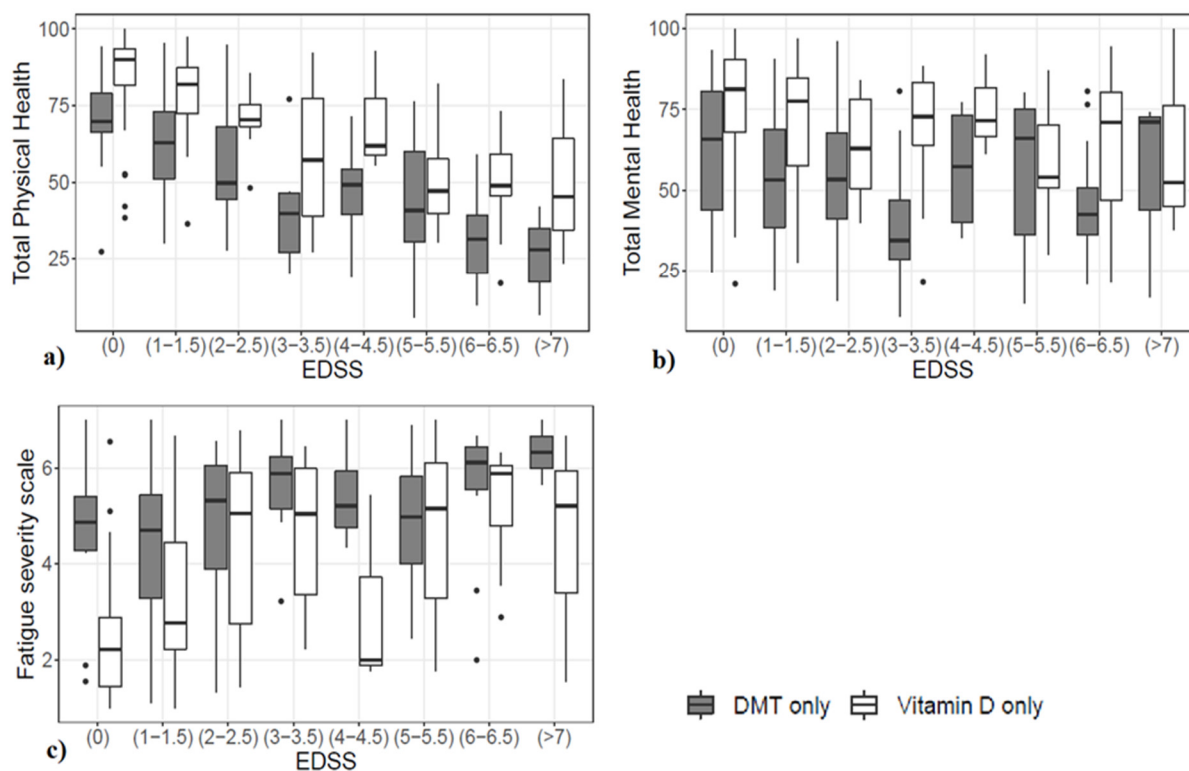 Total Physical Health
100
75
50
25
(0) (1−1.5) (2−2.5) (3−3.5) (4−4.5) (5−5.5) (6−6.5) (>7)
EDSS
a)
Total Mental Health
100
75
50
25
(0) (1−1.5) (2−2.5) (3−3.5) (4−4.5) (5−5.5) (6−6.5) (>7)
EDSS
b)
Fatigue severity scale
6
4
2
(0) (1−1.5) (2−2.5) (3−3.5) (4−4.5) (5−5.5) (6−6.5) (>7)
EDSS
c)
DMT only Vitamin D only